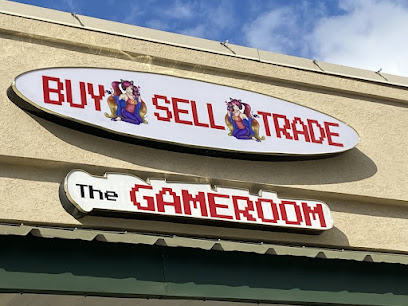 BUY SELL TRADE
The GAMEROOM